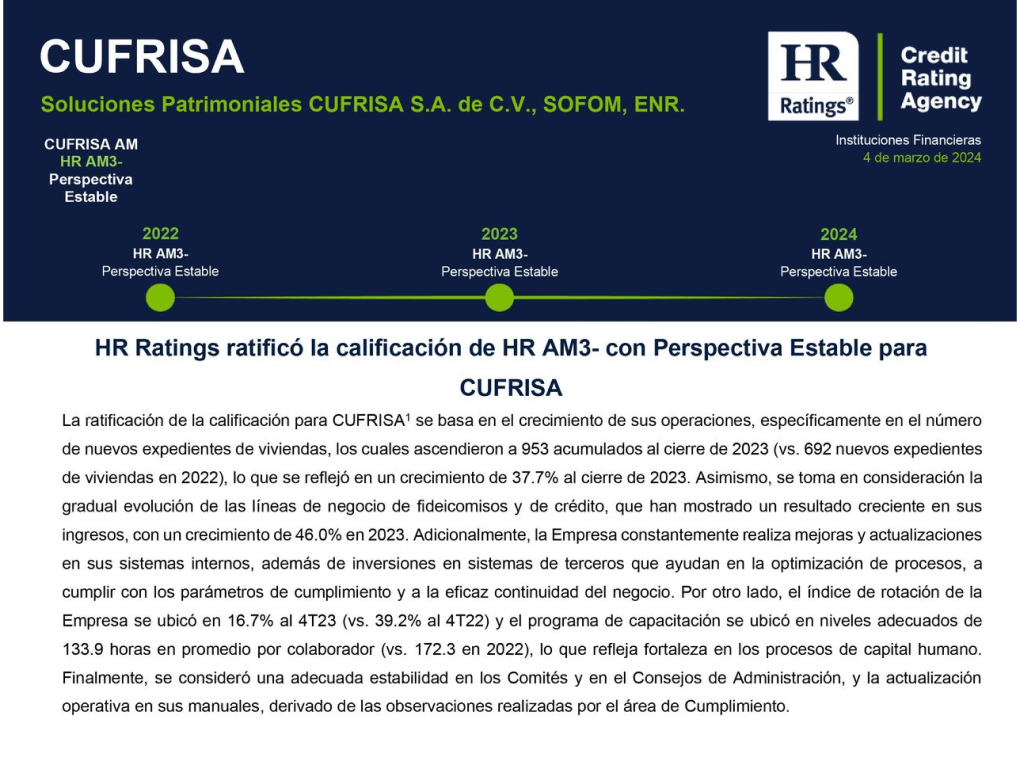 CUFRISA
Soluciones Patrimoniales CUFRISA S.A. de C.V., SOFOM, ENR.
HR
Ratings®
Credit
Rating
Agency
Instituciones Financieras
4 de marzo de 2024
CUFRISA AM
HR AM3-
Perspectiva
Estable
2022
HR AM3-
Perspectiva Estable
2023
HR AM3-
Perspectiva Estable
2024
HR AM3-
Perspectiva Estable
HR Ratings ratificó la calificación de HR AM3- con Perspectiva Estable para
CUFRISA
La ratificación de la calificación para CUFRISA¹ se basa en el crecimiento de sus operaciones, específicamente en el número
de nuevos expedientes de viviendas, los cuales ascendieron a 953 acumulados al cierre de 2023 (vs. 692 nuevos expedientes
de viviendas en 2022), lo que se reflejó en un crecimiento de 37.7% al cierre de 2023. Asimismo, se toma en consideración la
gradual evolución de las líneas de negocio de fideicomisos y de crédito, que han mostrado un resultado creciente en sus
ingresos, con un crecimiento de 46.0% en 2023. Adicionalmente, la Empresa constantemente realiza mejoras y actualizaciones
en sus sistemas internos, además de inversiones en sistemas de terceros que ayudan en la optimización de procesos, a
cumplir con los parámetros de cumplimiento y a la eficaz continuidad del negocio. Por otro lado, el índice de rotación de la
Empresa se ubicó en 16.7% al 4T23 (vs. 39.2% al 4T22) y el programa de capacitación se ubicó en niveles adecuados de
133.9 horas en promedio por colaborador (vs. 172.3 en 2022), lo que refleja fortaleza en los procesos de capital humano.
Finalmente, se consideró una adecuada estabilidad en los Comités y en el Consejos de Administración, y la actualización
operativa en sus manuales, derivado de las observaciones realizadas por el área de Cumplimiento.